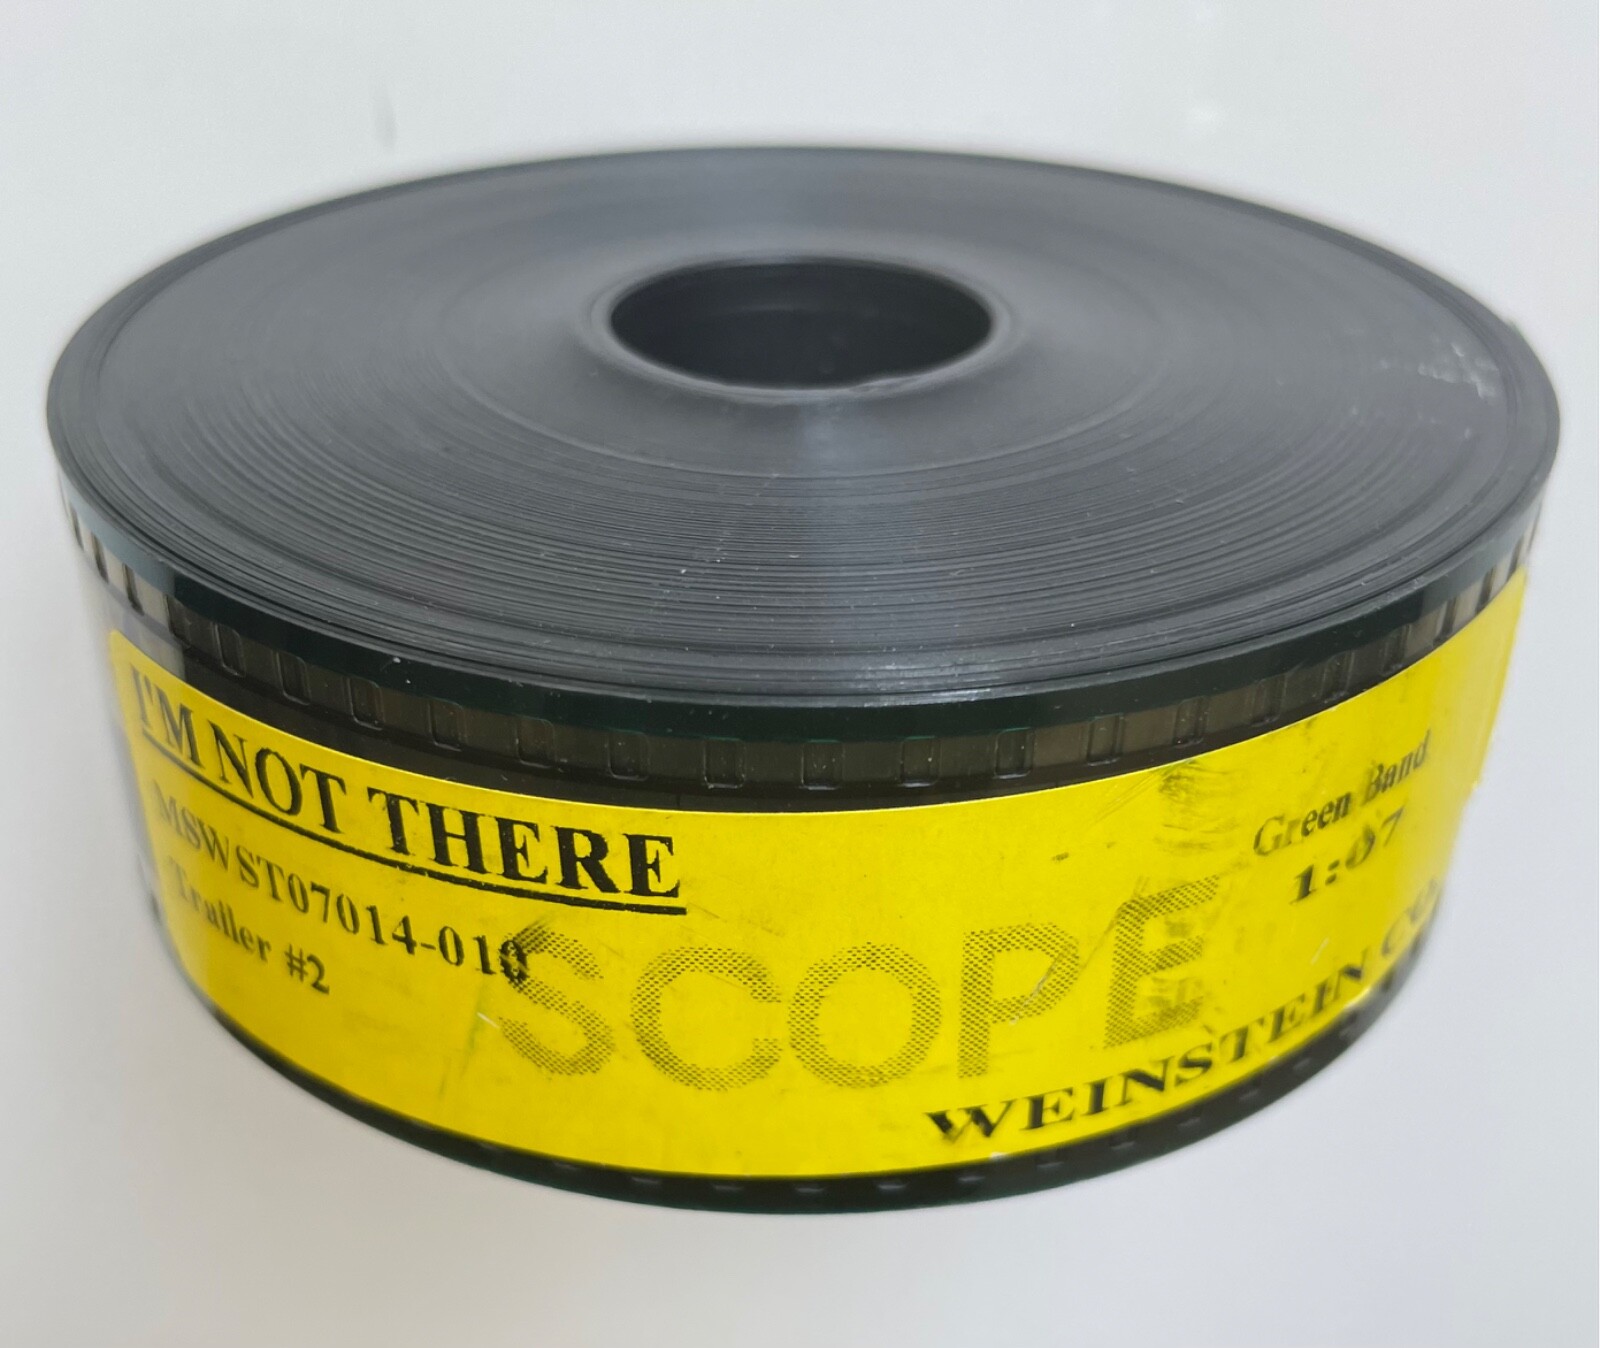 I'M NOT THERE
MSWST07014-010
Trailer #2
SCOPE
Green Band
1:07
WEINSTEIN CO.